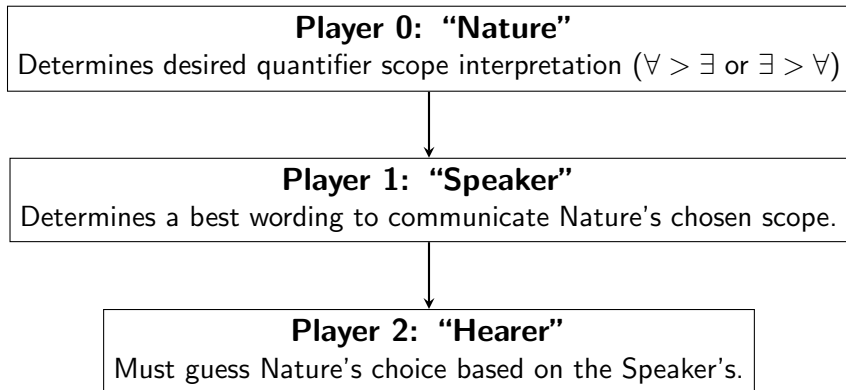 Player 0: “Nature”
Determines desired quantifier scope interpretation (∀ > ∃ or ∃ > ∀)
Player 1: “Speaker”
Determines a best wording to communicate Nature’s chosen scope.
Player 2: “Hearer”
Must guess Nature’s choice based on the Speaker’s.